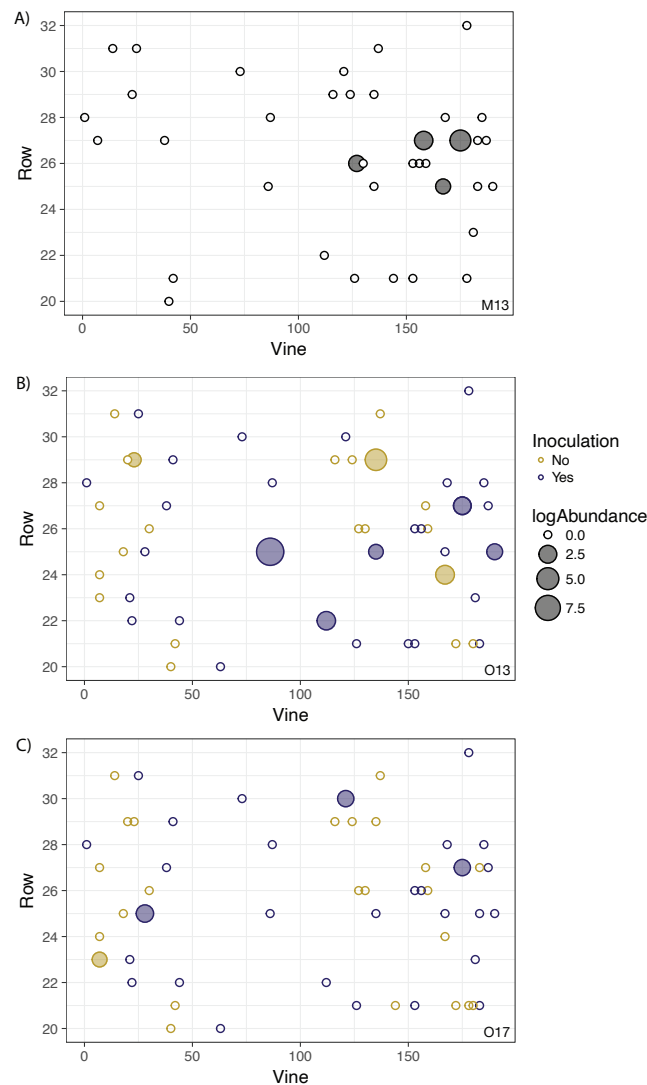 A)
32
30
28
26
24
22
20
Row
0
50
100
150
M13
Vine
B)
32
30
28
26
24
22
20
Row
0
50
100
150
O13
Vine
Inoculation
No
Yes
logAbundance
0.0
2.5
5.0
7.5
C)
32
30
28
26
24
22
20
Row
0
50
100
150
O17
Vine